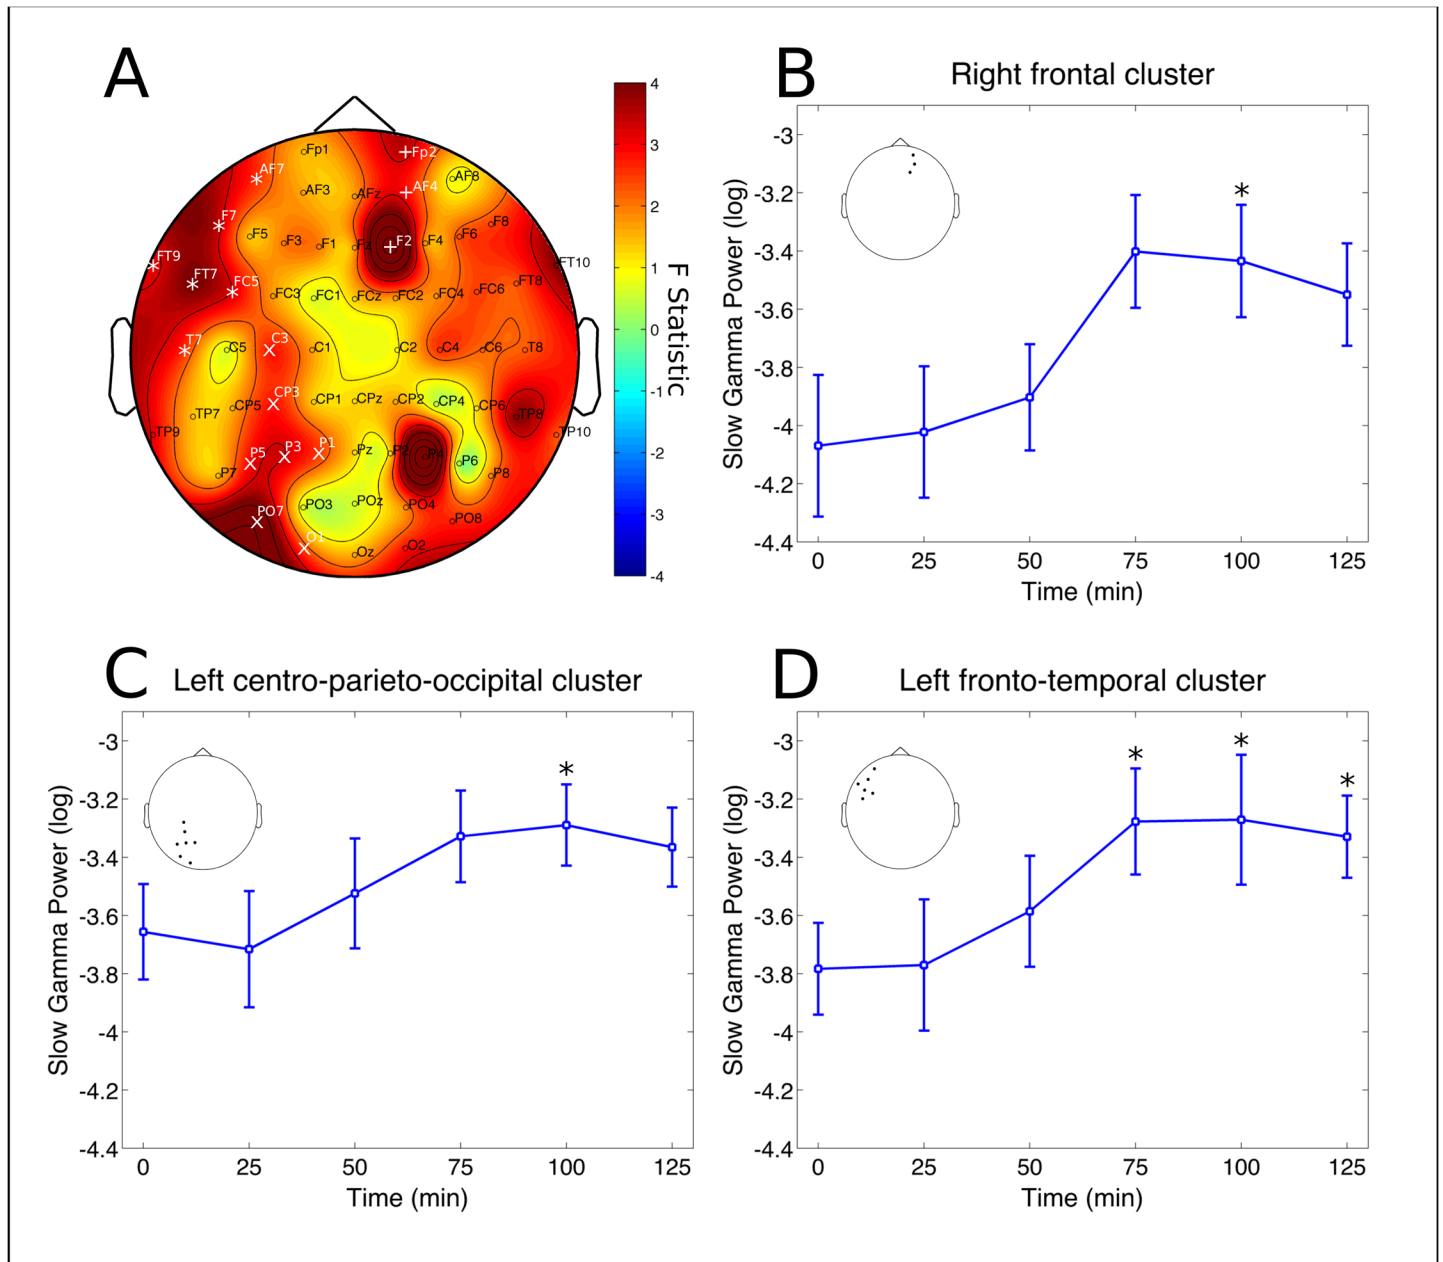 A
Fp1
Fp2
AF7
AF3
AFz
AF4
AF8
F7
F5
F3
F1
Fz
F2
F4
F6
F8
FT9
FT7
FC5
FC3
FC1
FCz
FC2
FC4
FC6
FT8
FT10
T7
C5
C3
C1
C2
C4
C6
T8
TP9
TP7
CP5
CP3
CP1
CPz
CP2
CP4
CP6
TP8
TP10
P7
P5
P3
P1
Pz
P2
P4
P6
P8
PO7
PO3
POz
PO4
PO8
O1
Oz
O2
4
3
2
1
0
-1
-2
-3
-4
F Statistic
B
Right frontal cluster
Slow Gamma Power (log)
-3
-3.2
-3.4
-3.6
-3.8
-4
-4.2
-4.4
*
0 25 50 75 100 125
Time (min)
C
Left centro-parieto-occipital cluster
Slow Gamma Power (log)
-3
-3.2
-3.4
-3.6
-3.8
-4
-4.2
-4.4
*
0 25 50 75 100 125
Time (min)
D
Left fronto-temporal cluster
Slow Gamma Power (log)
-3
-3.2
-3.4
-3.6
-3.8
-4
-4.2
-4.4
* * *
0 25 50 75 100 125
Time (min)